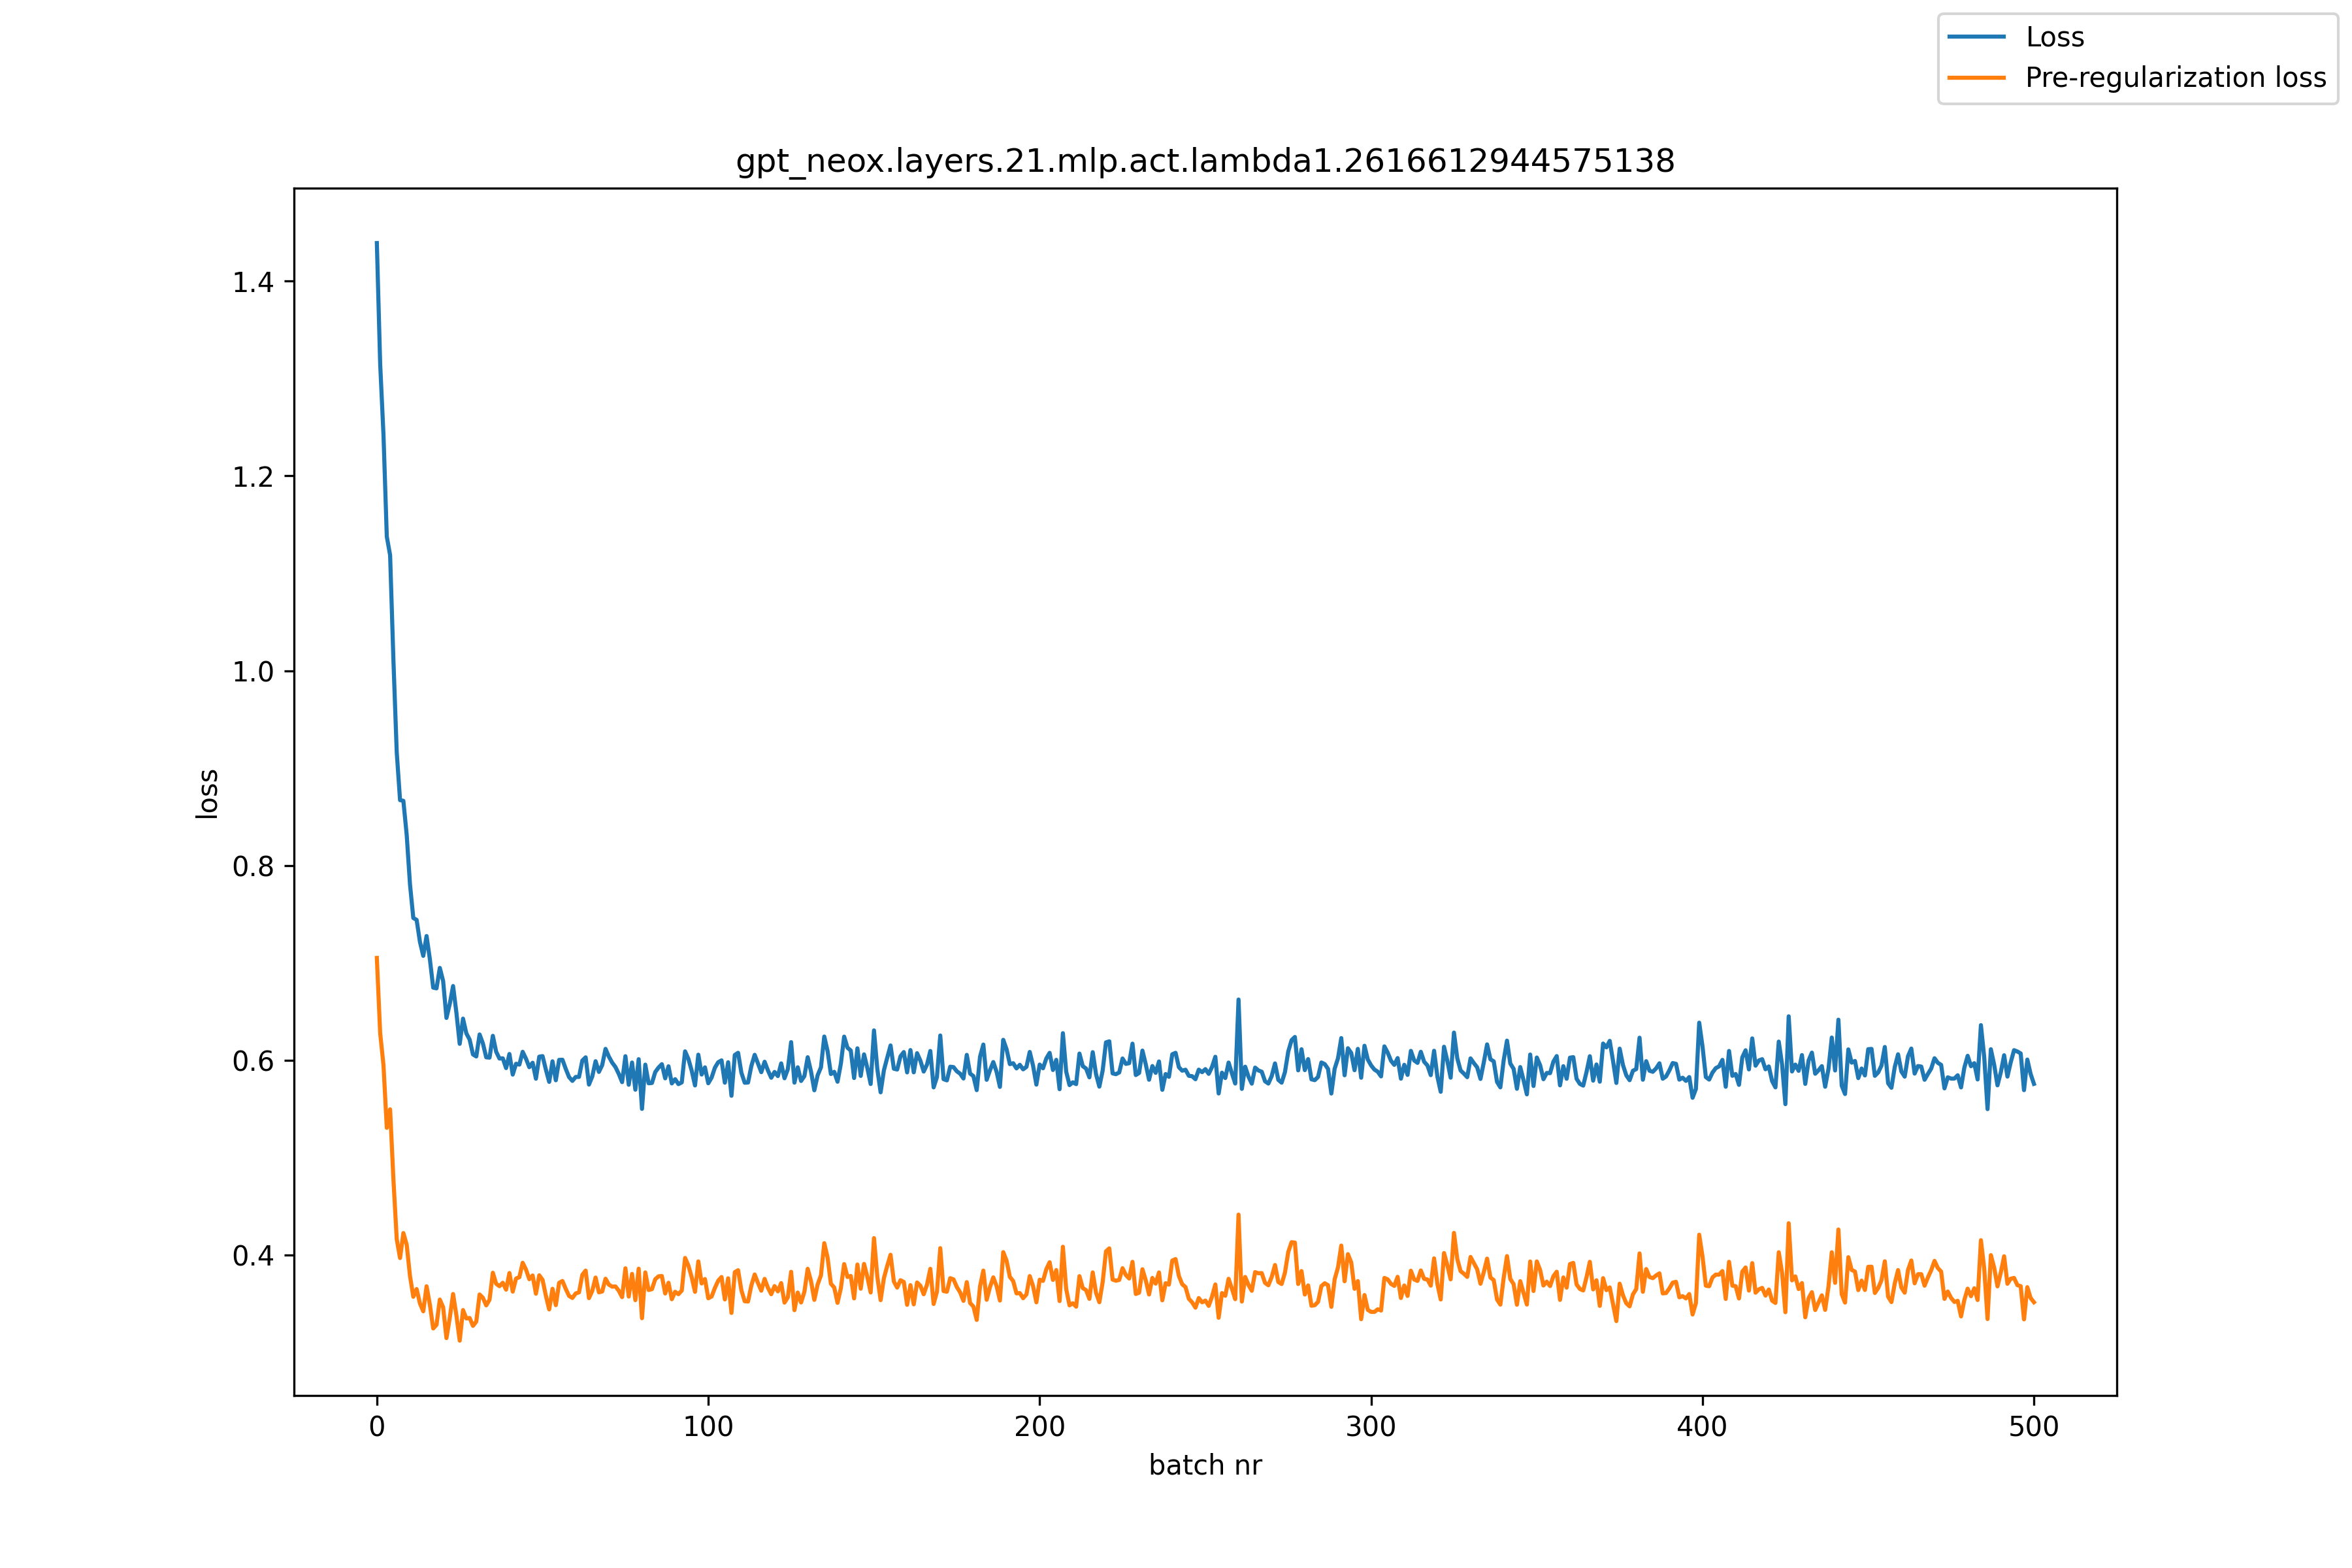 Loss
Pre-regularization loss
gpt_neox.layers.21.mlp.act.lambda1.2616612944575138
1.4
1.2
1.0
0.8
0.6
0.4
loss
0 100 200 300 400 500
batch nr